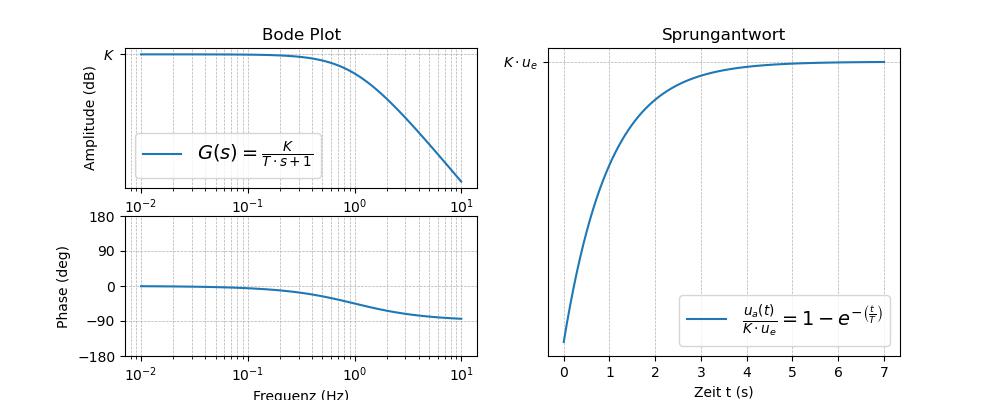 Bode Plot
K
Amplitude (dB)
G(s) = K/(T·s+1)
10⁻² 10⁻¹ 10⁰ 10¹
180
90
0
−90
−180
Phase (deg)
10⁻² 10⁻¹ 10⁰ 10¹
Frequenz (Hz)
Sprungantwort
K·uₑ
uₐ(t)/(K·uₑ) = 1 − e^−(t/T)
0 1 2 3 4 5 6 7
Zeit t (s)